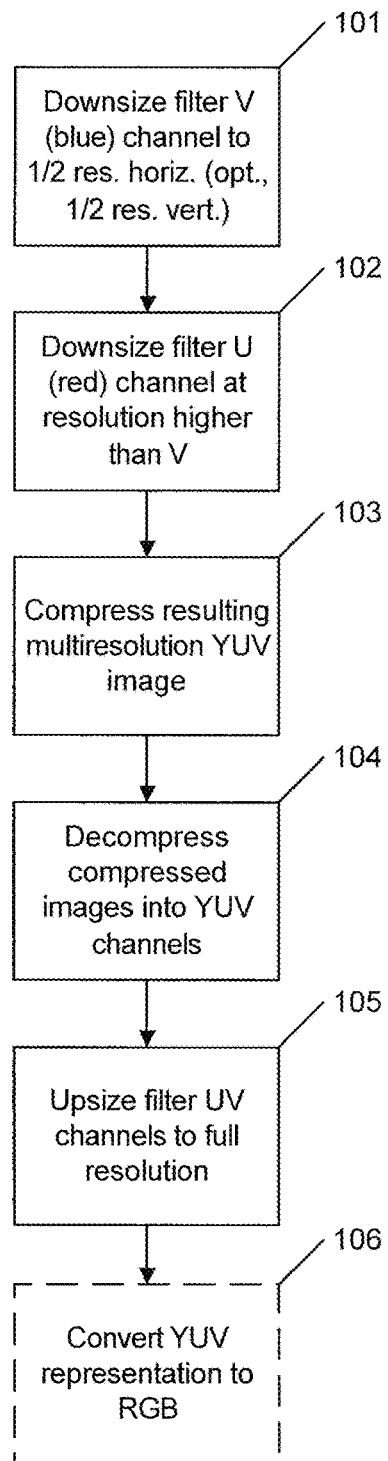 101
Downsize filter V
(blue) channel to
1/2 res. horiz. (opt.,
1/2 res. vert.)
102
Downsize filter U
(red) channel at
resolution higher
than V
103
Compress resulting
multiresolution YUV
image
104
Decompress
compressed
images into YUV
channels
105
Upsize filter UV
channels to full
resolution
106
Convert YUV
representation to
RGB